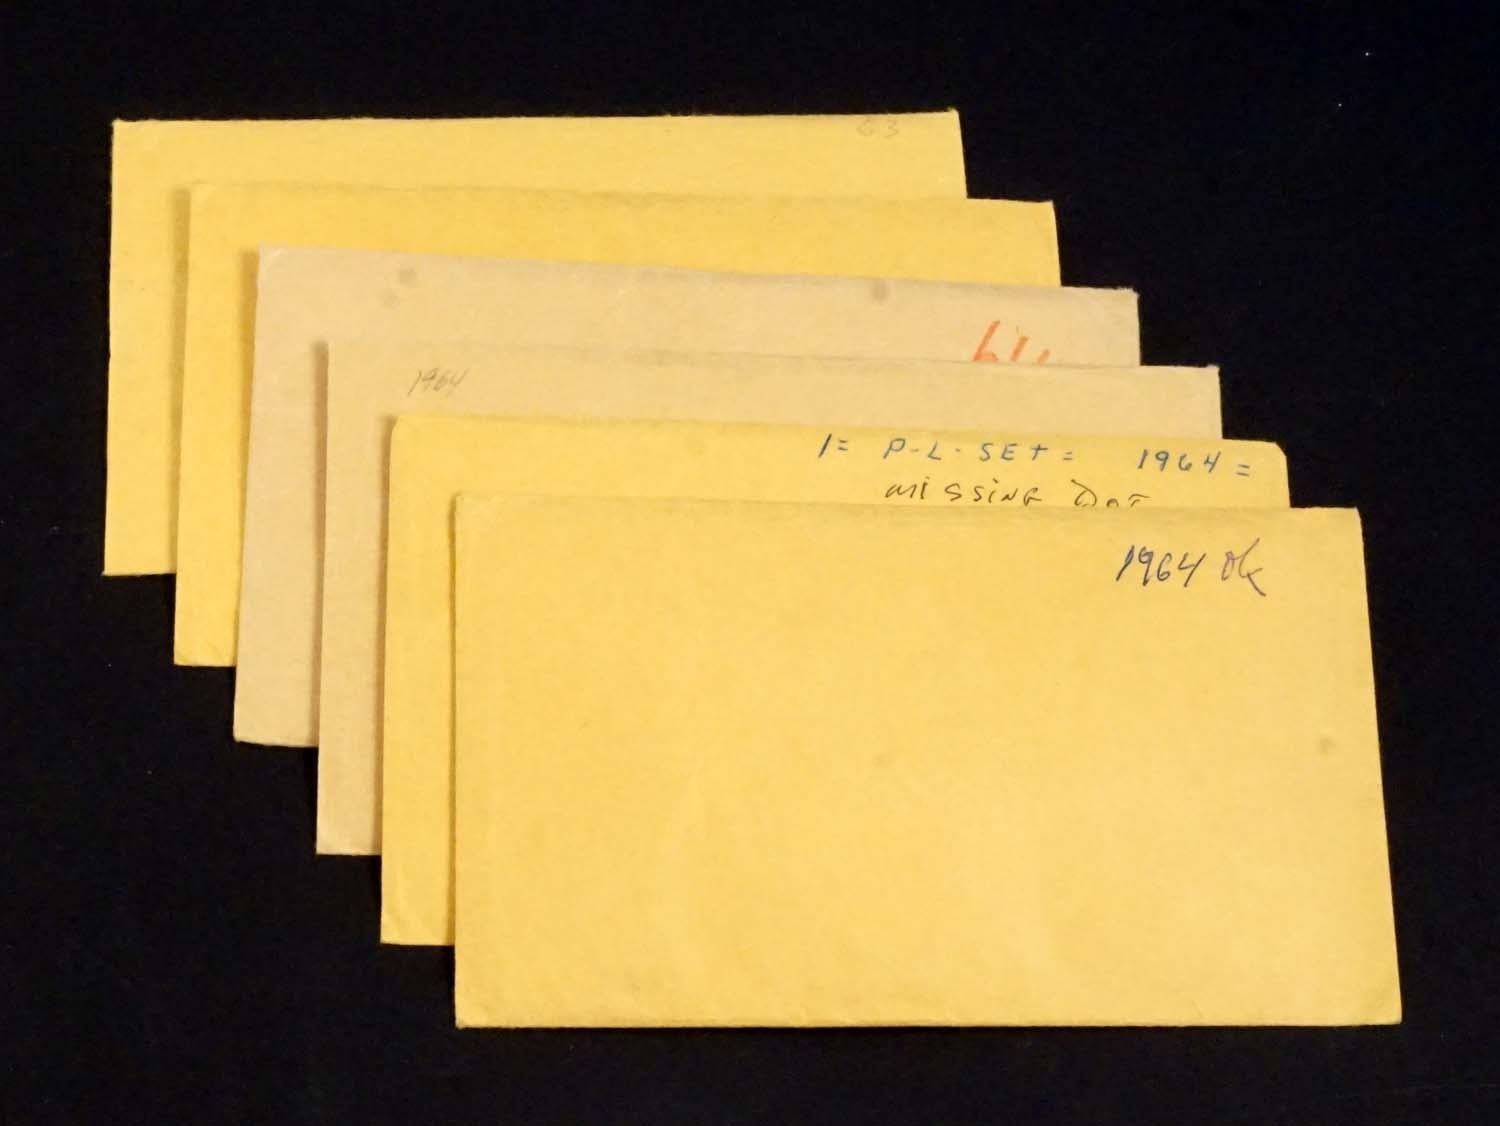 63
64
1964
1= P-L- SET = 1964 =
MISSING DOT
1964 OK